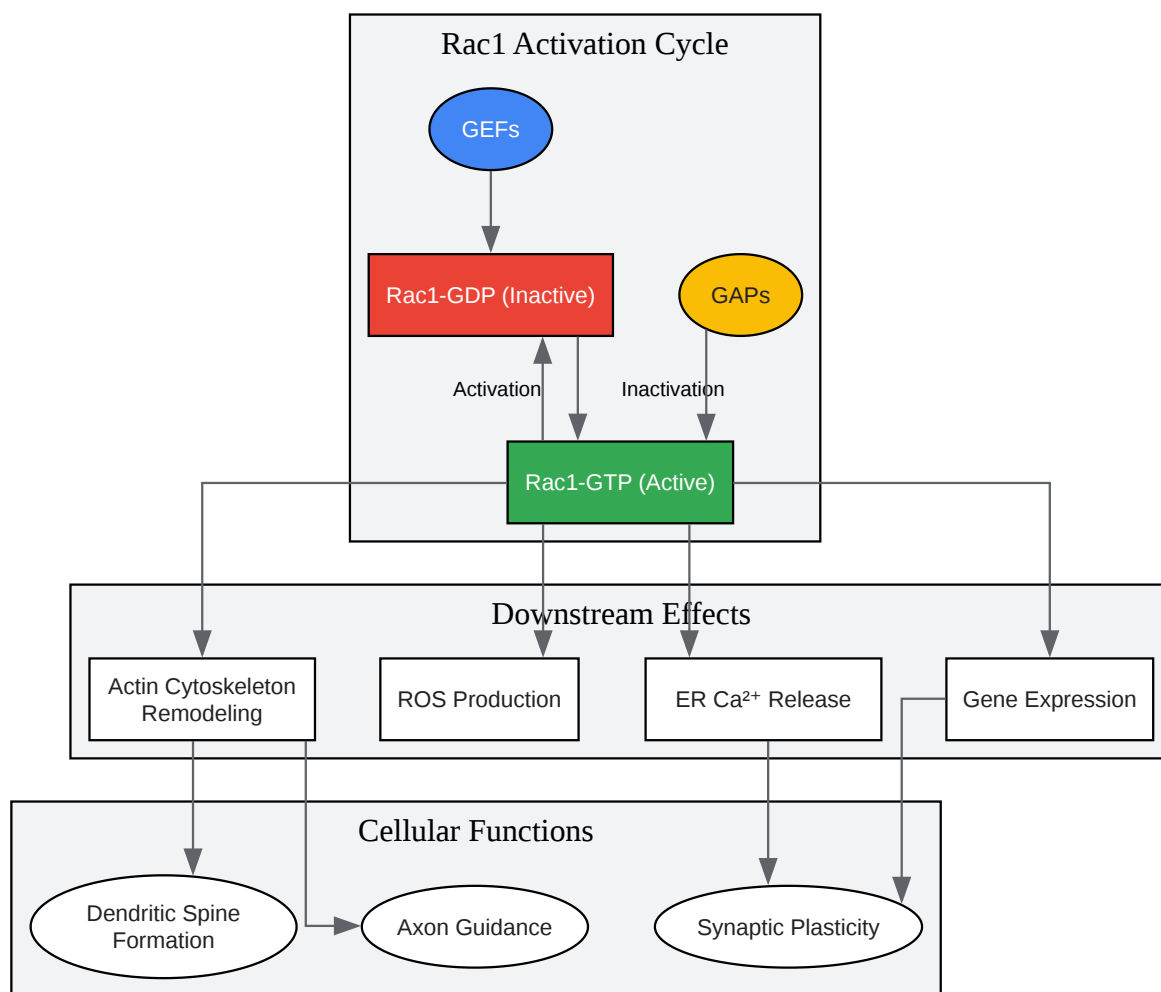 Rac1 Activation Cycle
GEFs
Rac1-GDP (Inactive)
GAPs
Activation
Inactivation
Rac1-GTP (Active)
Downstream Effects
Actin Cytoskeleton
Remodeling
ROS Production
ER Ca²⁺ Release
Gene Expression
Cellular Functions
Dendritic Spine
Formation
Axon Guidance
Synaptic Plasticity